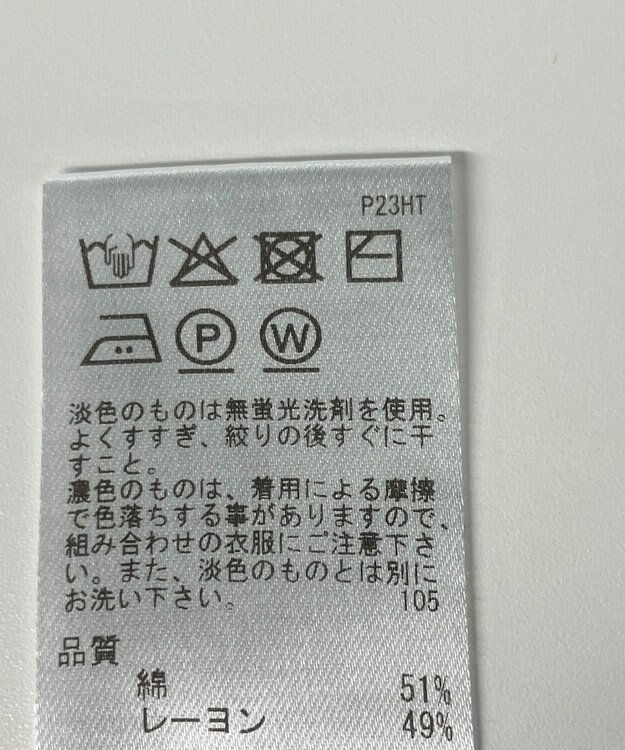 P23HT
P W
淡色のものは無蛍光洗剤を使用。
よくすすぎ、絞りの後すぐに干
すこと。
濃色のものは、着用による摩擦
で色落ちする事がありますので、
組み合わせの衣服にご注意下さ
い。また、淡色のものとは別に
お洗い下さい。 105
品質
綿 51%
レーヨン 49%